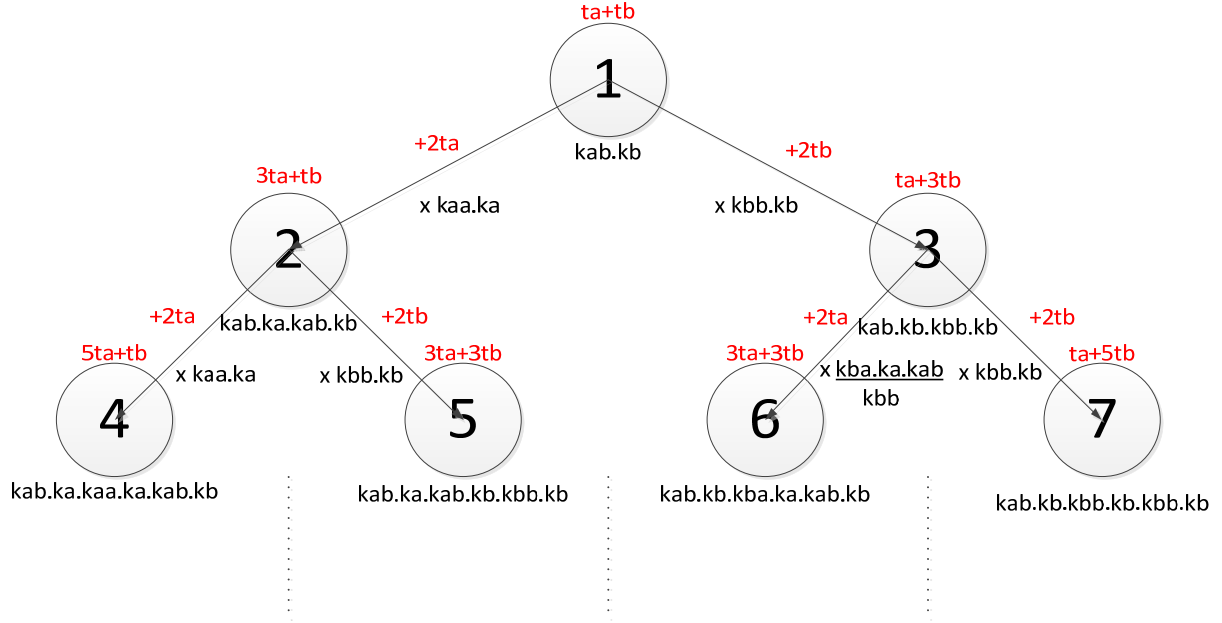 ta+tb
1
kab.kb
+2ta
+2tb
3ta+tb
ta+3tb
x kaa.ka
x kbb.kb
2
3
+2ta
kab.ka.kab.kb
+2tb
+2ta
kab.kb.kbb.kb
+2tb
5ta+tb
3ta+3tb
3ta+3tb
ta+5tb
x kaa.ka
x kbb.kb
x kba.ka.kab
kbb
x kbb.kb
4
5
6
7
kab.ka.kaa.ka.kab.kb
kab.ka.kab.kb.kbb.kb
kab.kb.kba.ka.kab.kb
kab.kb.kbb.kb.kbb.kb